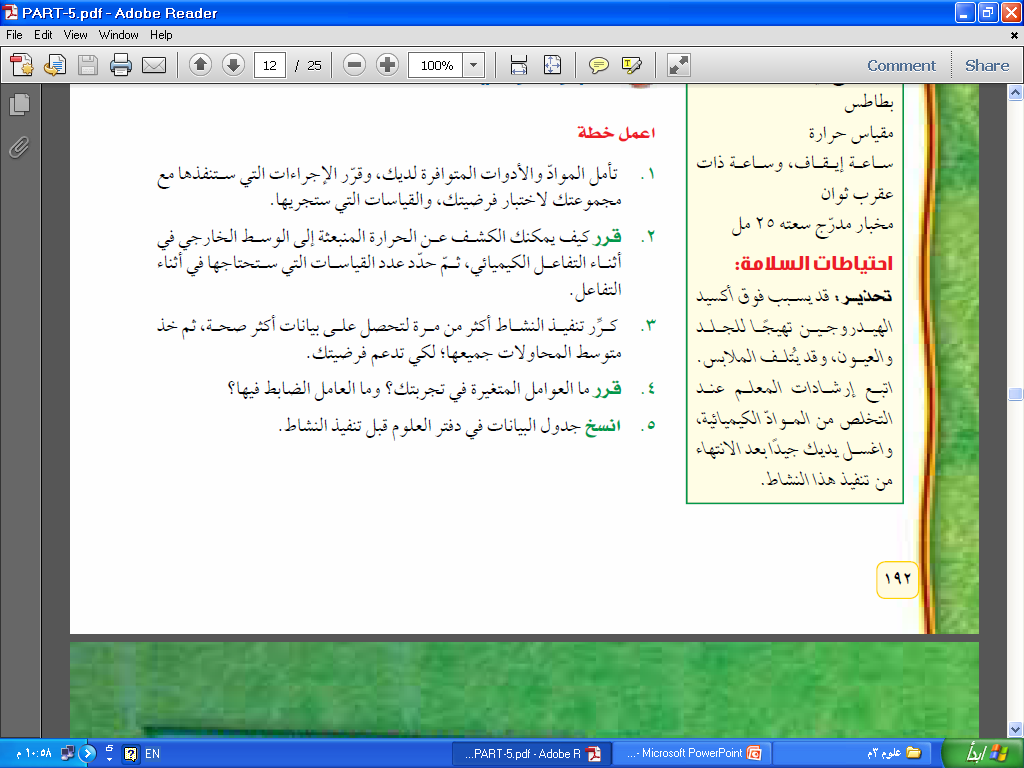 PART-5.pdf - Adobe Reader
File Edit View Window Help
12 / 25 100% Comment Share
بطاطس
مقياس حرارة
ساعة إيقاف، وساعة ذات
عقرب ثوان
مخبار مدرّج سعته ٢٥ مل
احتياطات السلامة:
تحذير: قد يسبب فوق أكسيد
الهيدروجين تهيجًا للجلد
والعيون، وقد يُتلف الملابس.
اتبع إرشادات المعلم عند
التخلص من الموادّ الكيميائية،
واغسل يديك جيدًا بعد الانتهاء
من تنفيذ هذا النشاط.
اعمل خطة
١. تأمل الموادّ والأدوات المتوافرة لديك، وقرّر الإجراءات التي ستنفذها مع
مجموعتك لاختبار فرضيتك، والقياسات التي ستجريها.
٢. قرر كيف يمكنك الكشف عن الحرارة المنبعثة إلى الوسط الخارجي في
أثناء التفاعل الكيميائي، ثمّ حدّد عدد القياسات التي ستحتاجها في أثناء
التفاعل.
٣. كرِّر تنفيذ النشاط أكثر من مرة لتحصل على بيانات أكثر صحة، ثم خذ
متوسط المحاولات جميعها؛ لكي تدعم فرضيتك.
٤. قرر ما العوامل المتغيرة في تجربتك؟ وما العامل الضابط فيها؟
٥. انسخ جدول البيانات في دفتر العلوم قبل تنفيذ النشاط.
١٩٢
ابدأ
علوم ٣م
...- Microsoft PowerPoint
...PART-5.pdf - Adobe R
EN
١٠:٥٨ م